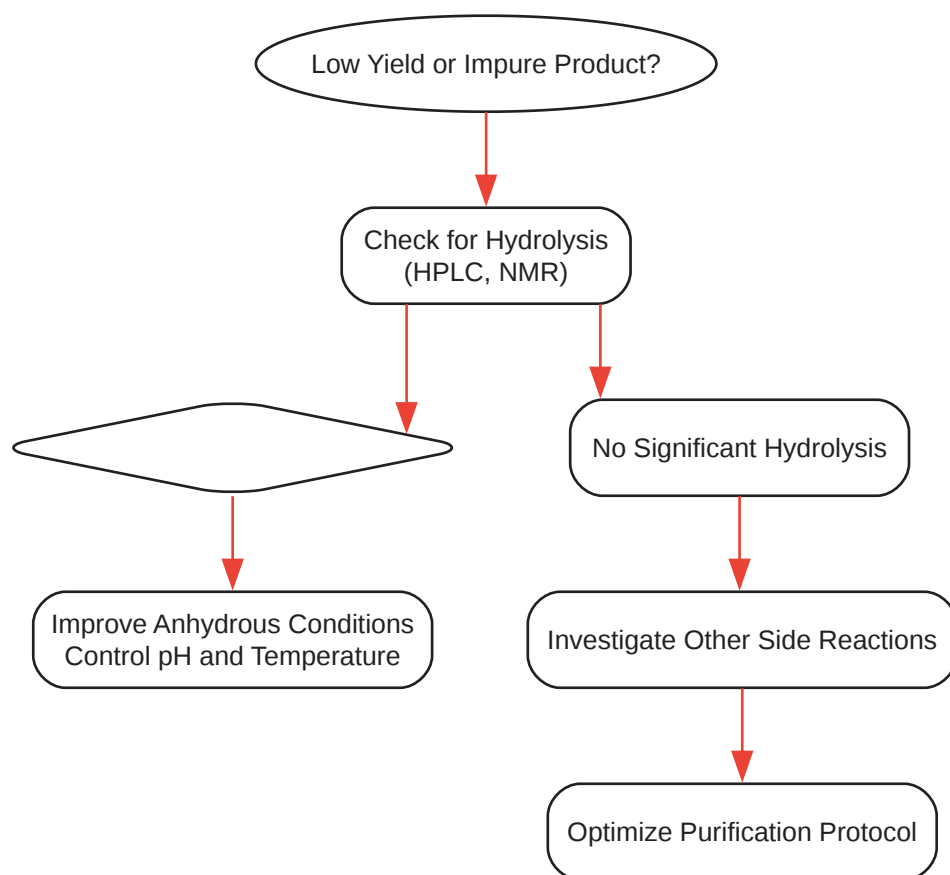 Low Yield or Impure Product?
Check for Hydrolysis
(HPLC, NMR)
No Significant Hydrolysis
Improve Anhydrous Conditions
Control pH and Temperature
Investigate Other Side Reactions
Optimize Purification Protocol